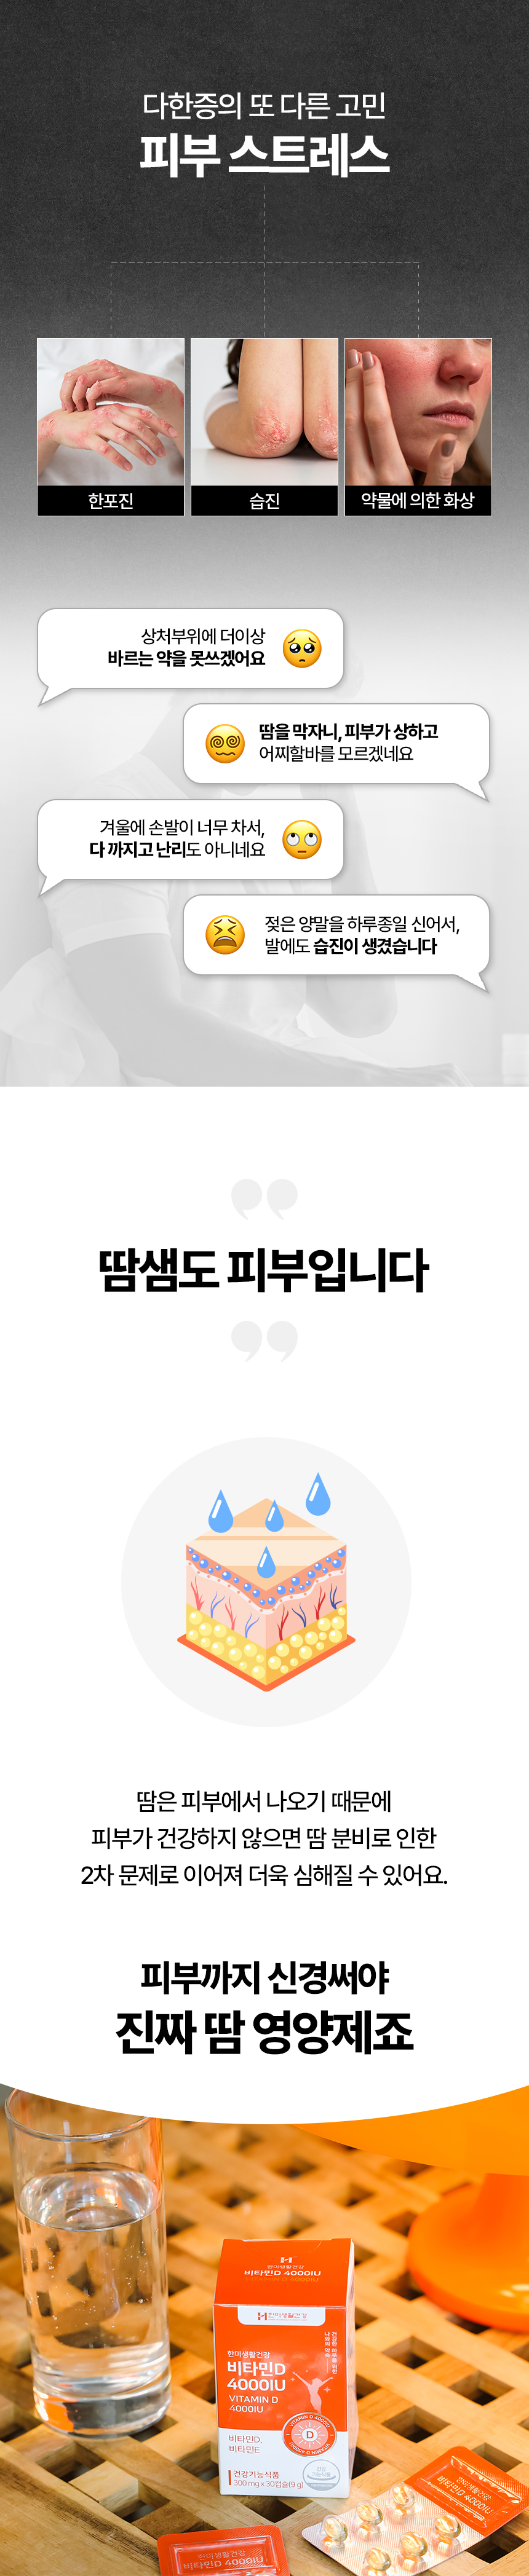 다한증의 또 다른 고민
피부 스트레스
한포진
습진
약물에 의한 화상
상처부위에 더이상
바르는 약을 못쓰겠어요
땀을 막자니, 피부가 상하고
어찌할바를 모르겠네요
겨울에 손발이 너무 차서,
다 까지고 난리도 아니네요
젖은 양말을 하루종일 신어서,
발에도 습진이 생겼습니다
땀샘도 피부입니다
땀은 피부에서 나오기 때문에
피부가 건강하지 않으면 땀 분비로 인한
2차 문제로 이어져 더욱 심해질 수 있어요.
피부까지 신경써야
진짜 땀 영양제죠
한미생활건강
비타민D 4000IU
VITAMIN D 4000IU
한미생활건강
한미생활건강
비타민D
4000IU
VITAMIN D
4000IU
VITAMIN D 4000IU
D
비타민D,
비타민E
건강기능식품
300 mg x 30캡슐(9 g)
건강
기능식품
한미생활건강
비타민D 4000IU
한미생활건강
비타민D 4000IU